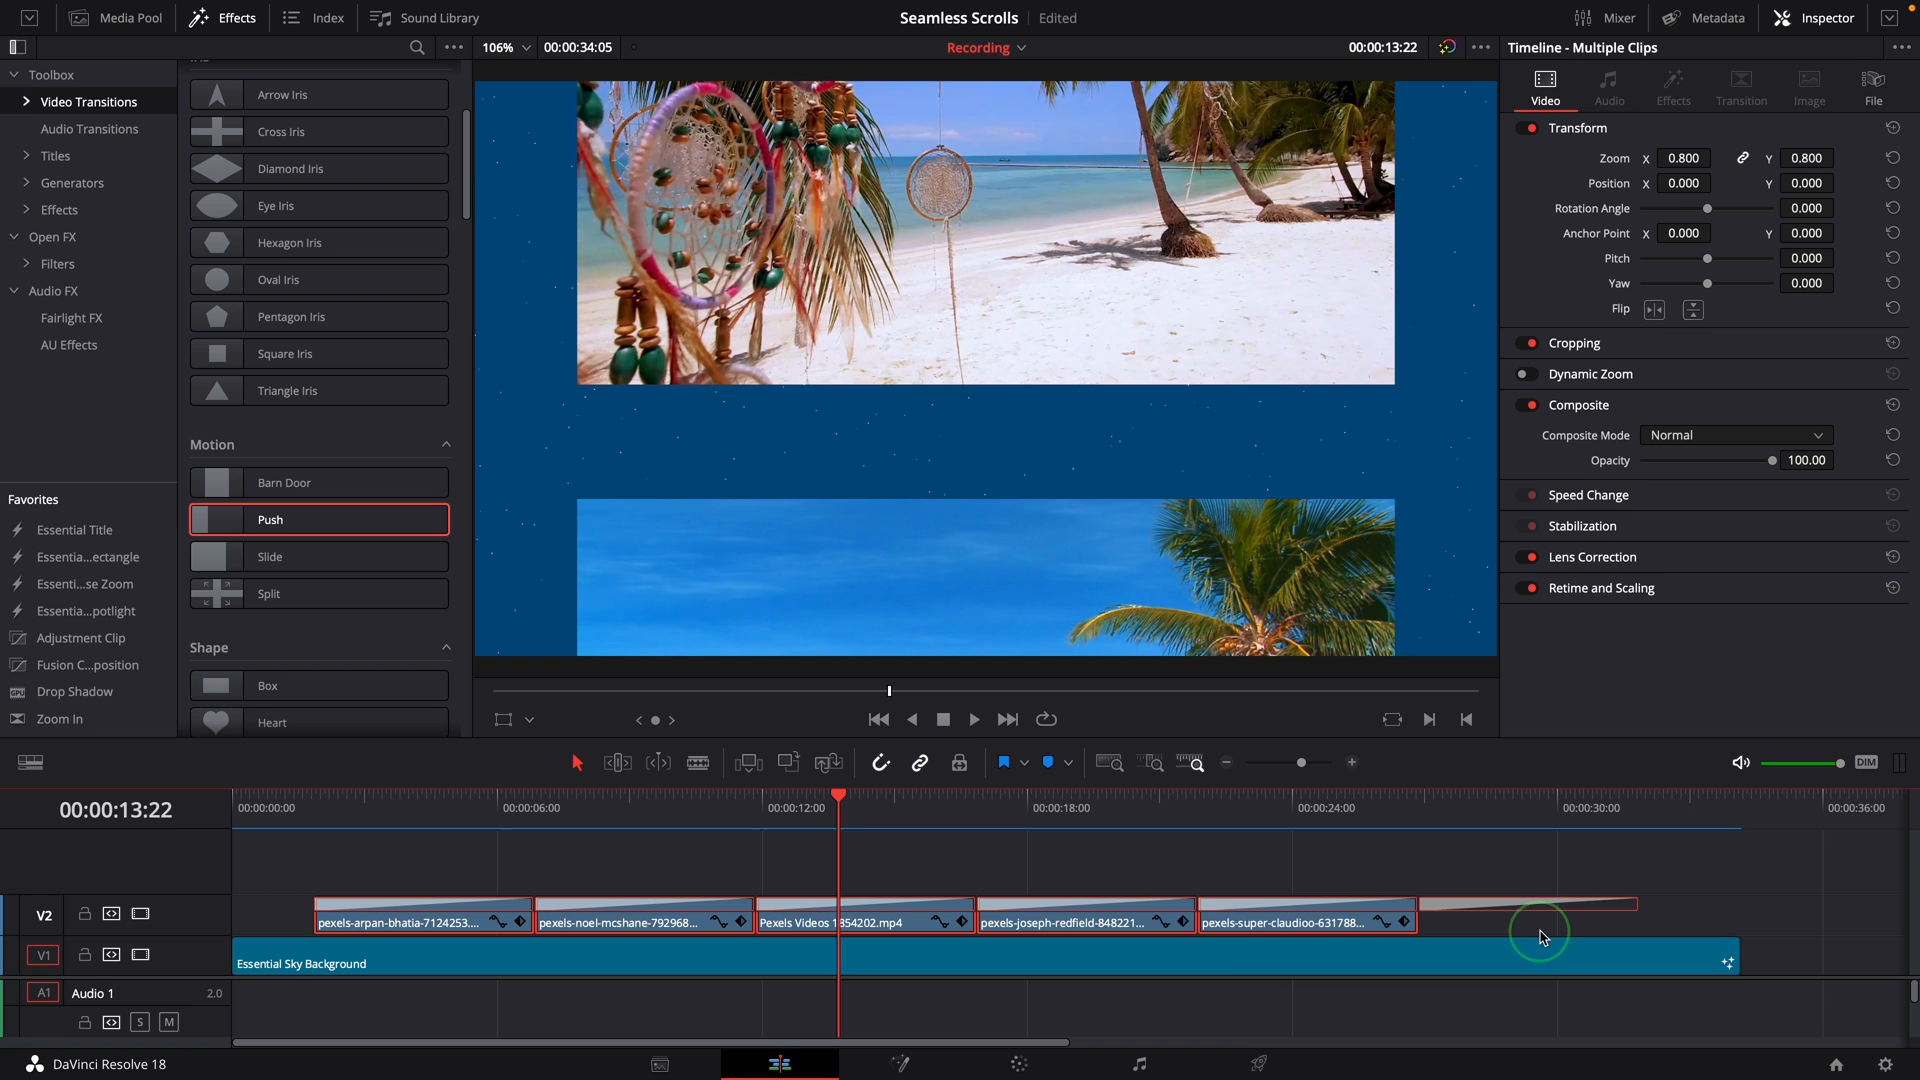 Media Pool
Effects
Index
Sound Library
Seamless Scrolls
Edited
Mixer
Metadata
Inspector
106%
00:00:34:05
Recording
00:00:13:22
Timeline - Multiple Clips
Toolbox
Video Transitions
Audio Transitions
Titles
Generators
Effects
Open FX
Filters
Audio FX
Fairlight FX
AU Effects
Favorites
Essential Title
Essentia...ectangle
Essenti...se Zoom
Essentia...potlight
Adjustment Clip
Fusion C...position
Drop Shadow
Zoom In
Arrow Iris
Cross Iris
Diamond Iris
Eye Iris
Hexagon Iris
Oval Iris
Pentagon Iris
Square Iris
Triangle Iris
Motion
Barn Door
Push
Slide
Split
Shape
Box
Heart
Video
Audio
Effects
Transition
Image
File
Transform
Zoom X 0.800 Y 0.800
Position X 0.000 Y 0.000
Rotation Angle 0.000
Anchor Point X 0.000 Y 0.000
Pitch 0.000
Yaw 0.000
Flip
Cropping
Dynamic Zoom
Composite
Composite Mode Normal
Opacity 100.00
Speed Change
Stabilization
Lens Correction
Retime and Scaling
DIM
00:00:13:22
00:00:00:00
00:00:06:00
00:00:12:00
00:00:18:00
00:00:24:00
00:00:30:00
00:00:36:00
V2
pexels-arpan-bhatia-7124253....
pexels-noel-mcshane-792968...
Pexels Videos 1854202.mp4
pexels-joseph-redfield-848221...
pexels-super-claudioo-631788...
V1
Essential Sky Background
A1
Audio 1
2.0
S
M
DaVinci Resolve 18